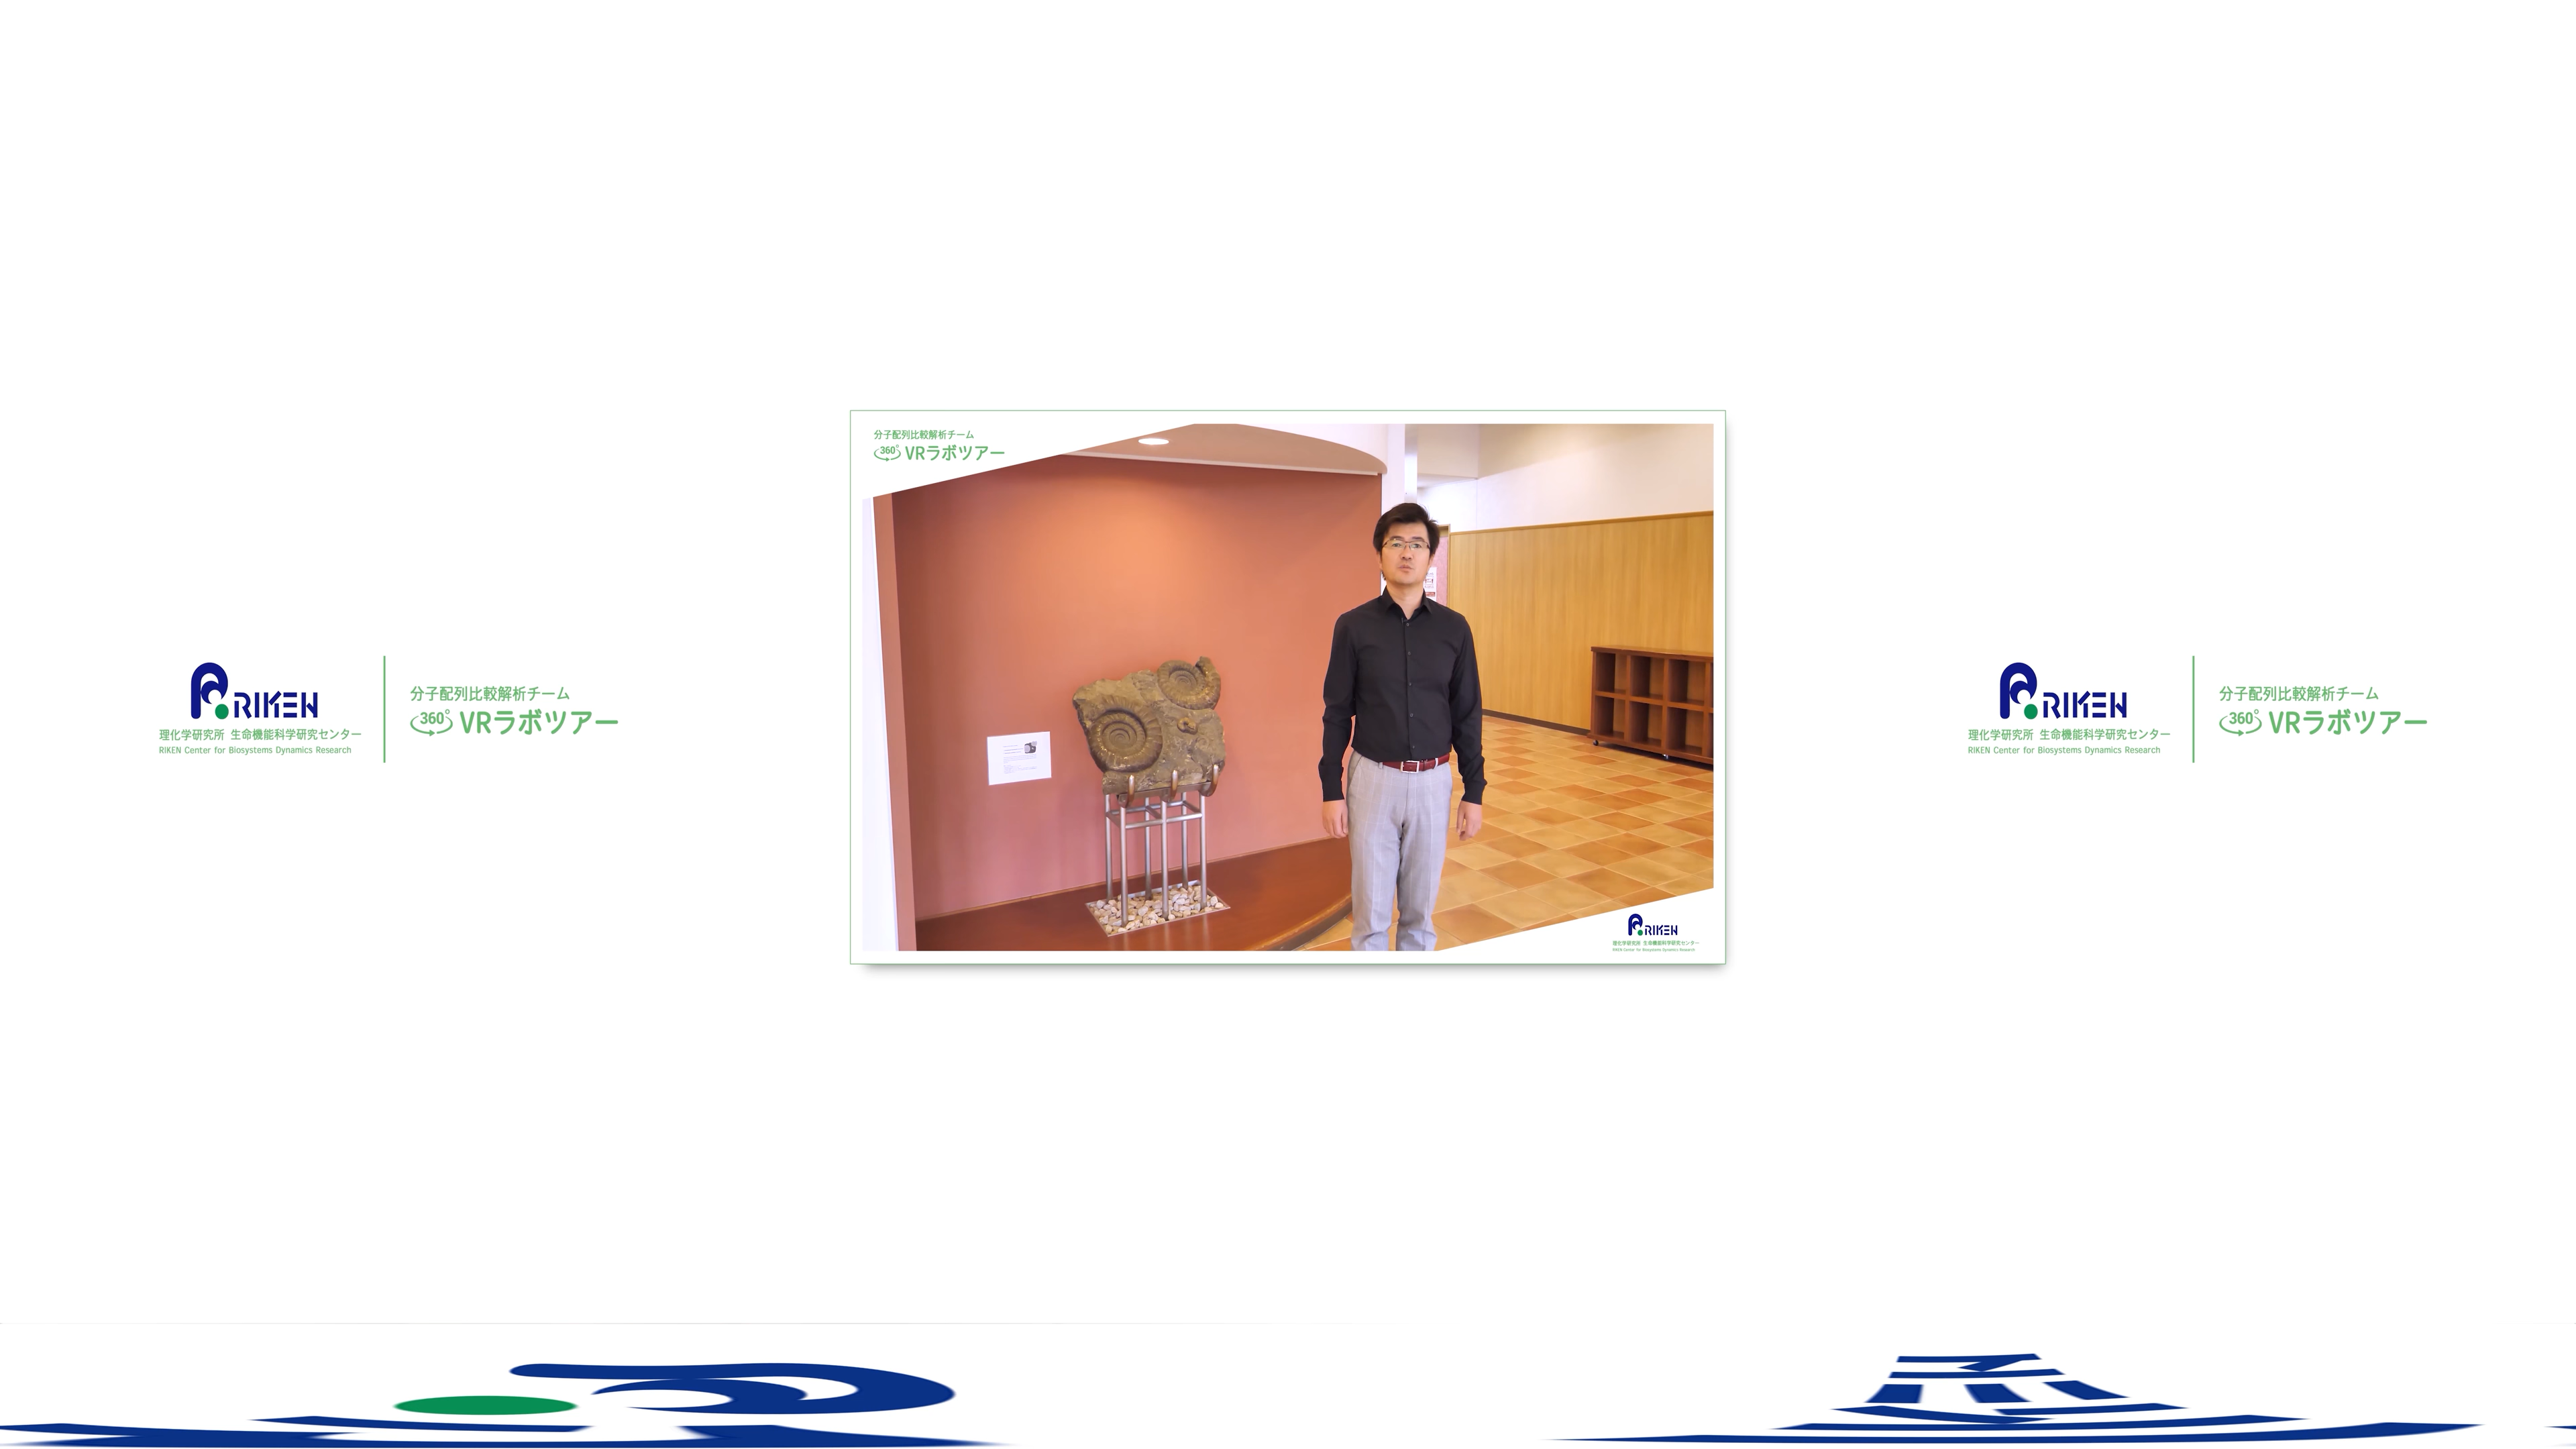 分子配列比較解析チーム
360° VRラボツアー
RIKEN
理化学研究所 生命機能科学研究センター
RIKEN Center for Biosystems Dynamics Research
分子配列比較解析チーム
360° VRラボツアー
RIKEN
理化学研究所 生命機能科学研究センター
RIKEN Center for Biosystems Dynamics Research
RIKEN
理化学研究所 生命機能科学研究センター
RIKEN Center for Biosystems Dynamics Research
分子配列比較解析チーム
360° VRラボツアー